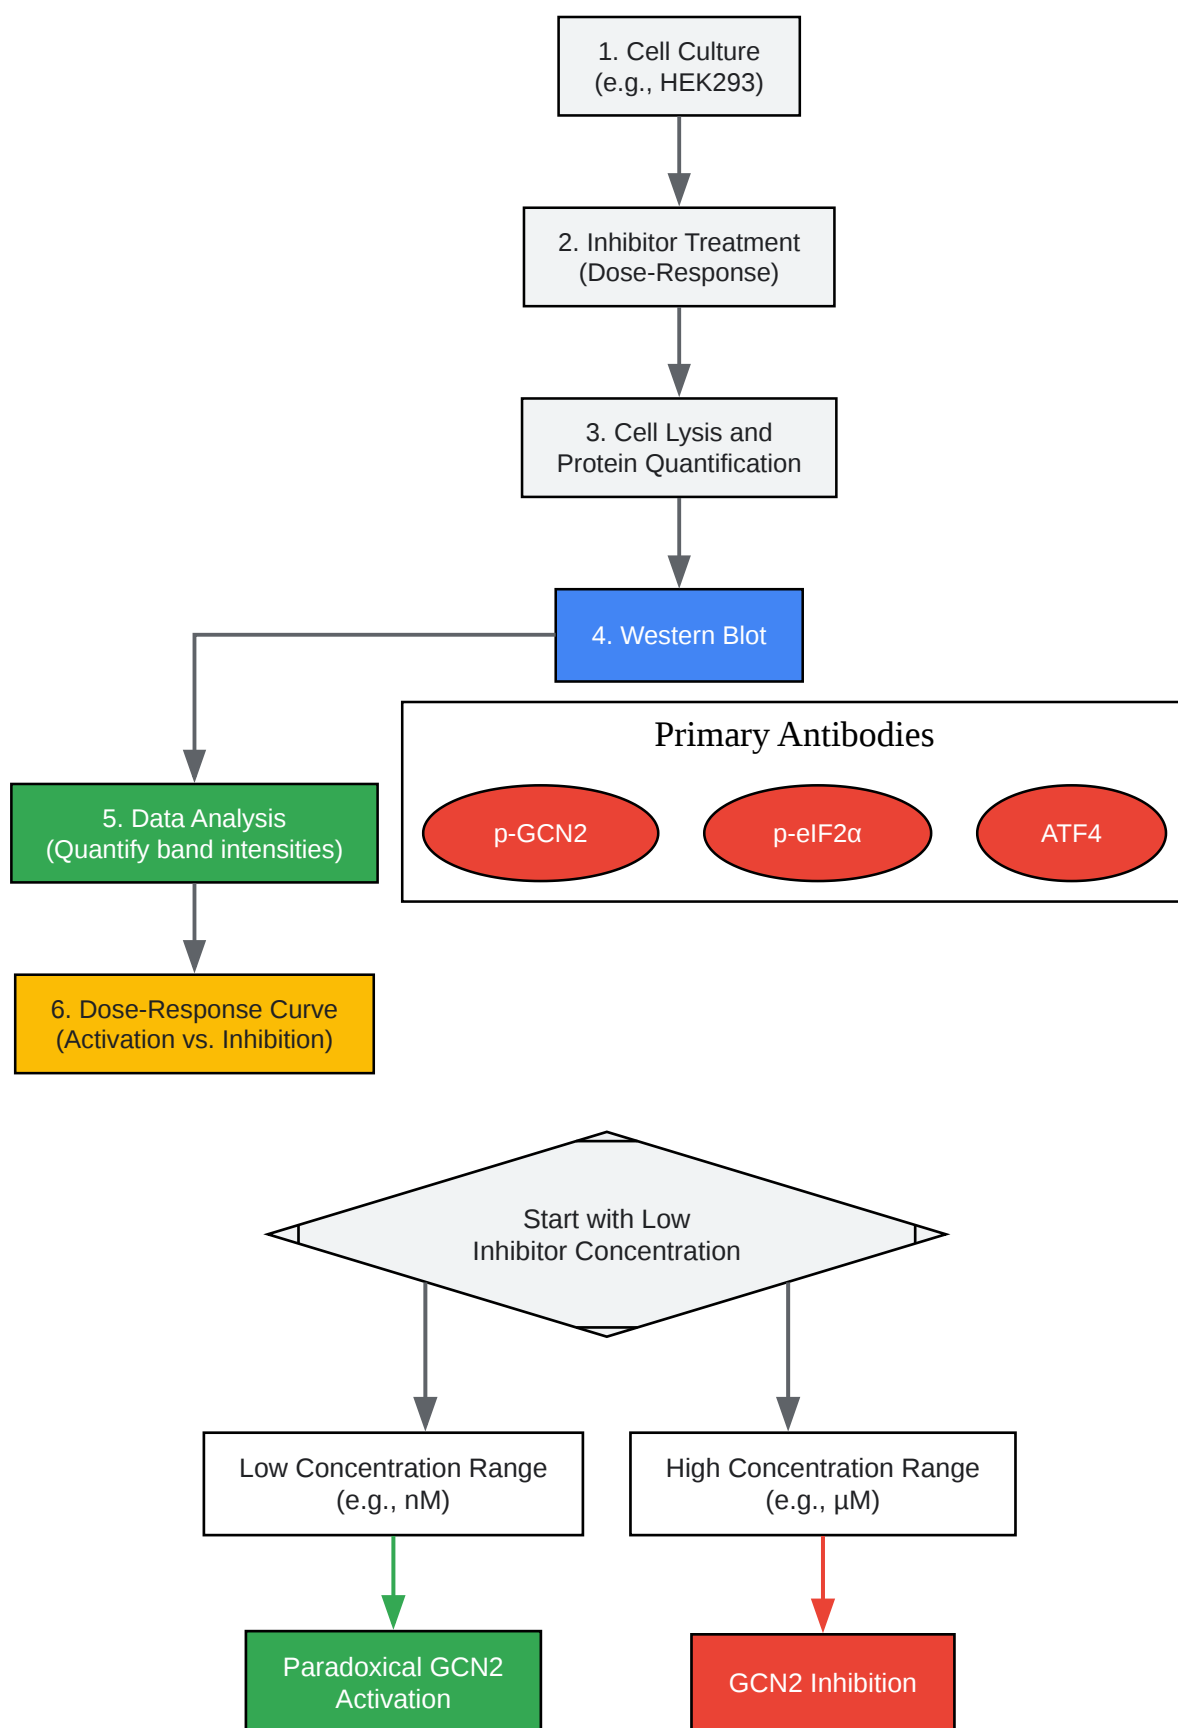 1. Cell Culture
(e.g., HEK293)
2. Inhibitor Treatment
(Dose-Response)
3. Cell Lysis and
Protein Quantification
4. Western Blot
Primary Antibodies
p-GCN2
p-eIF2α
ATF4
5. Data Analysis
(Quantify band intensities)
6. Dose-Response Curve
(Activation vs. Inhibition)
Start with Low
Inhibitor Concentration
Low Concentration Range
(e.g., nM)
High Concentration Range
(e.g., µM)
Paradoxical GCN2
Activation
GCN2 Inhibition